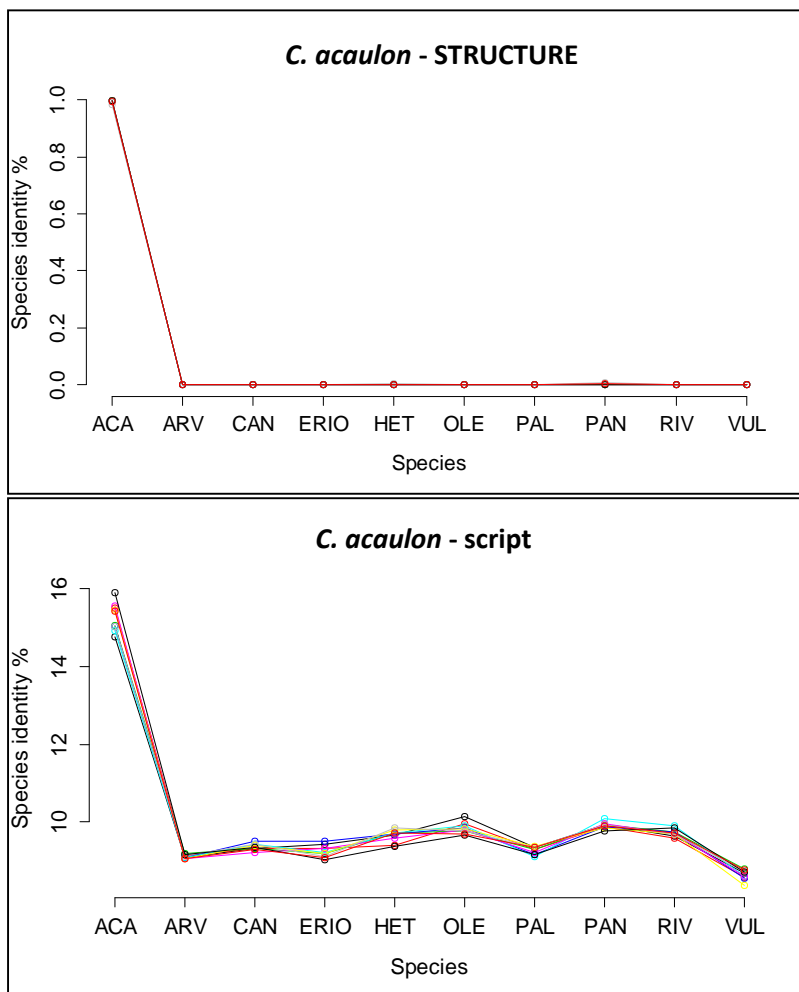 C. acaulon - STRUCTURE
Species identity %
1.0
0.8
0.6
0.4
0.2
0.0
ACA ARV CAN ERIO HET OLE PAL PAN RIV VUL
Species
C. acaulon - script
Species identity %
16
14
12
10
ACA ARV CAN ERIO HET OLE PAL PAN RIV VUL
Species